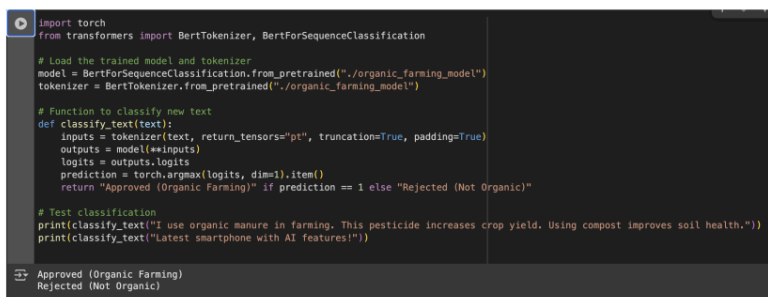 import torch
from transformers import BertTokenizer, BertForSequenceClassification

# Load the trained model and tokenizer
model = BertForSequenceClassification.from_pretrained("./organic_farming_model")
tokenizer = BertTokenizer.from_pretrained("./organic_farming_model")

# Function to classify new text
def classify_text(text):
    inputs = tokenizer(text, return_tensors="pt", truncation=True, padding=True)
    outputs = model(**inputs)
    logits = outputs.logits
    prediction = torch.argmax(logits, dim=1).item()
    return "Approved (Organic Farming)" if prediction == 1 else "Rejected (Not Organic)"

# Test classification
print(classify_text("I use organic manure in farming. This pesticide increases crop yield. Using compost improves soil health."))
print(classify_text("Latest smartphone with AI features!"))
Approved (Organic Farming)
Rejected (Not Organic)